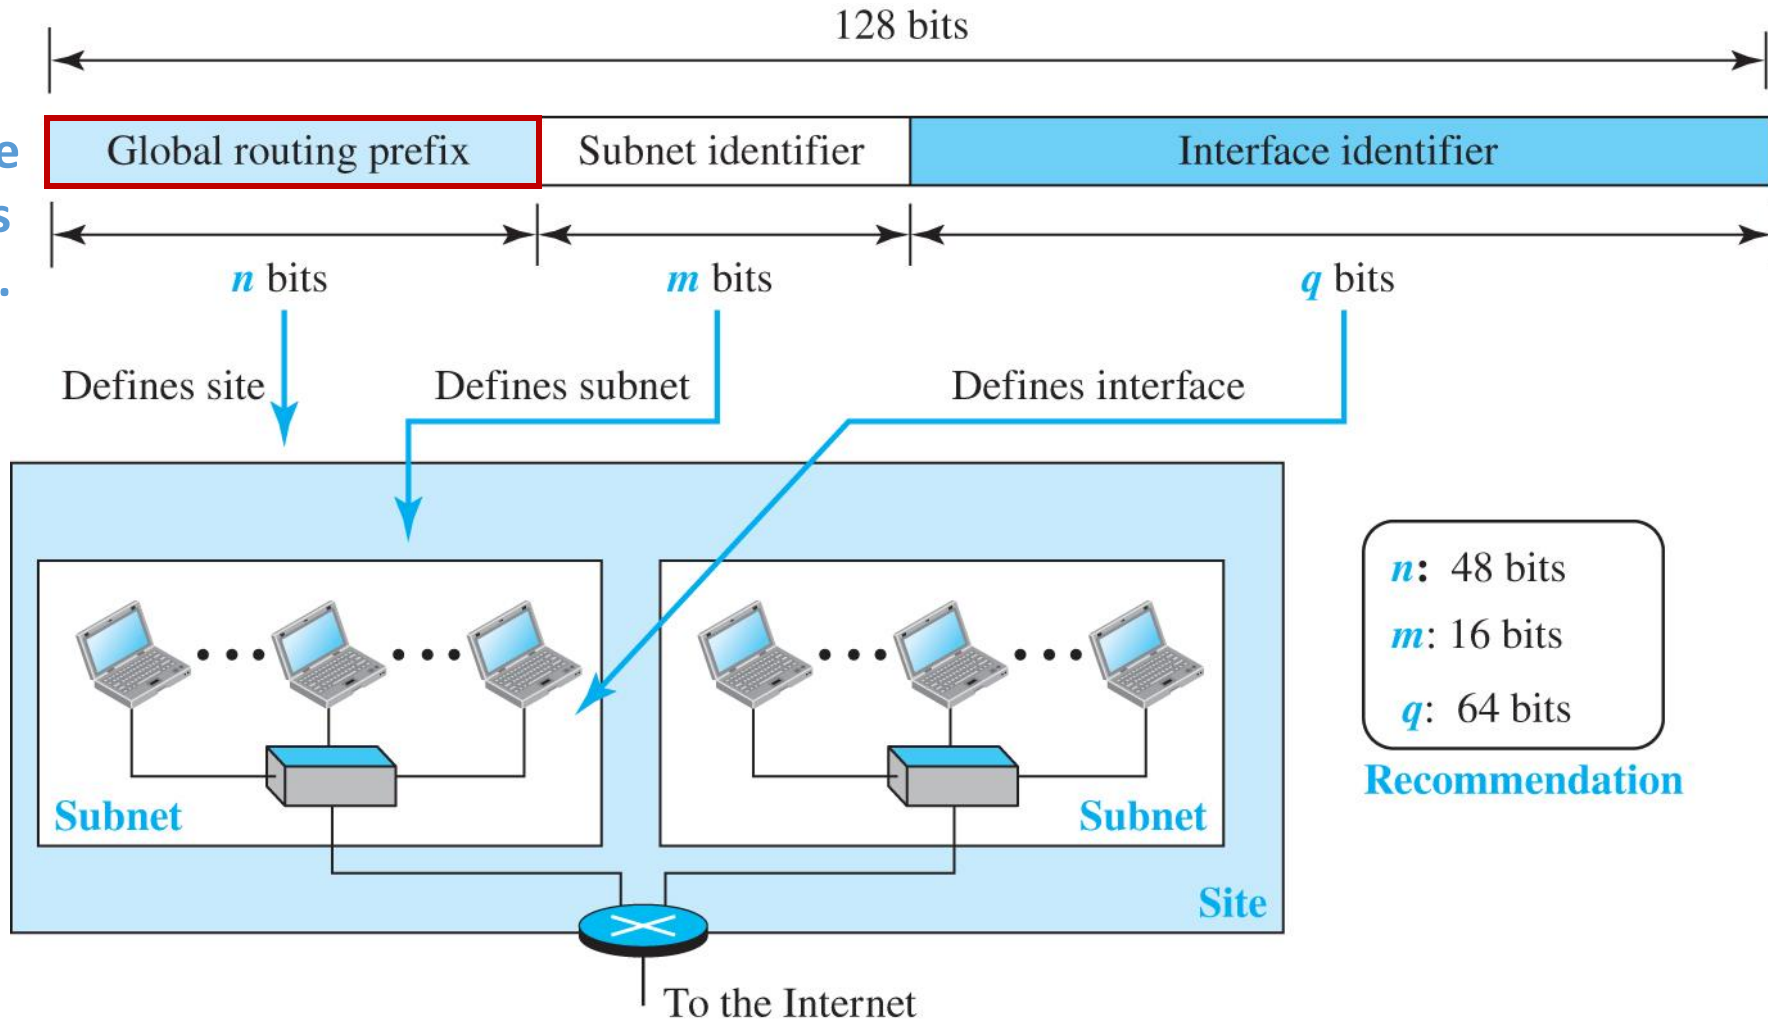 128 bits
Global routing prefix
Subnet identifier
Interface identifier
n bits
m bits
q bits
Defines site
Defines subnet
Defines interface
n: 48 bits
m: 16 bits
q: 64 bits
Recommendation
Subnet
Subnet
Site
To the Internet